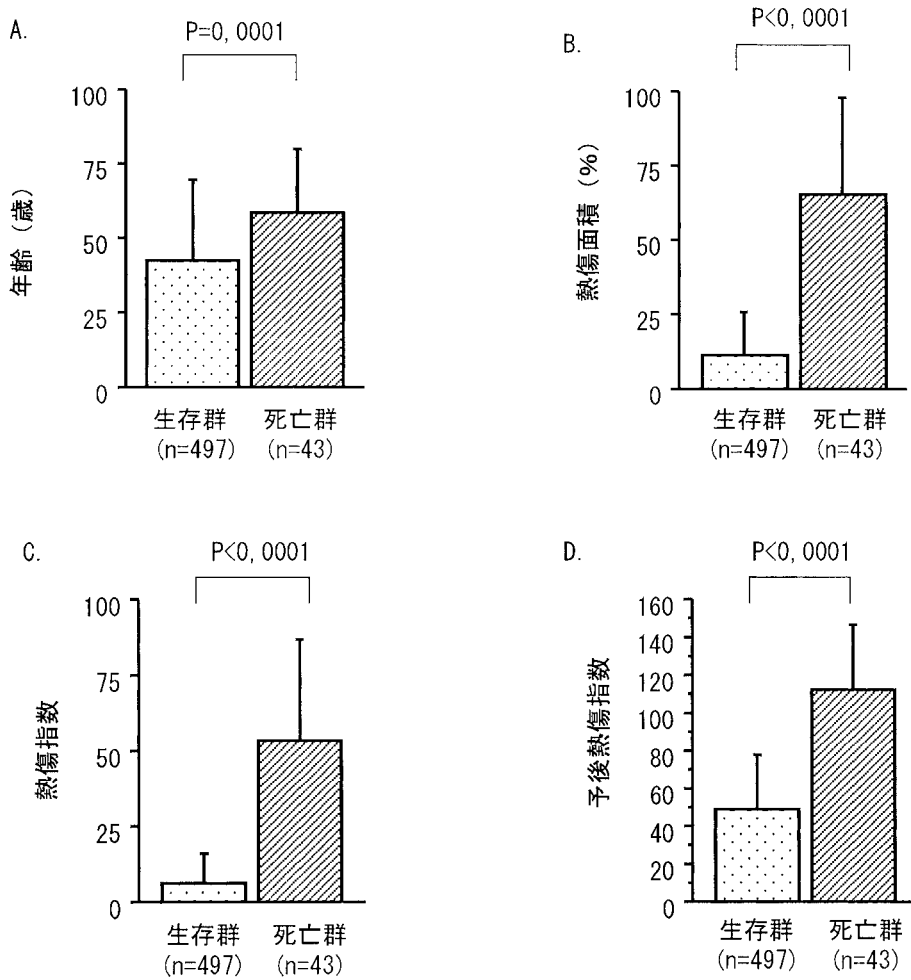 A.
P=0,0001
年齢 (歳)
100
75
50
25
0
生存群 死亡群
(n=497) (n=43)
B.
P<0,0001
熱傷面積 (%)
100
75
50
25
0
生存群 死亡群
(n=497) (n=43)
C.
P<0,0001
熱傷指数
100
75
50
25
0
生存群 死亡群
(n=497) (n=43)
D.
P<0,0001
予後熱傷指数
160
140
120
100
80
60
40
20
0
生存群 死亡群
(n=497) (n=43)